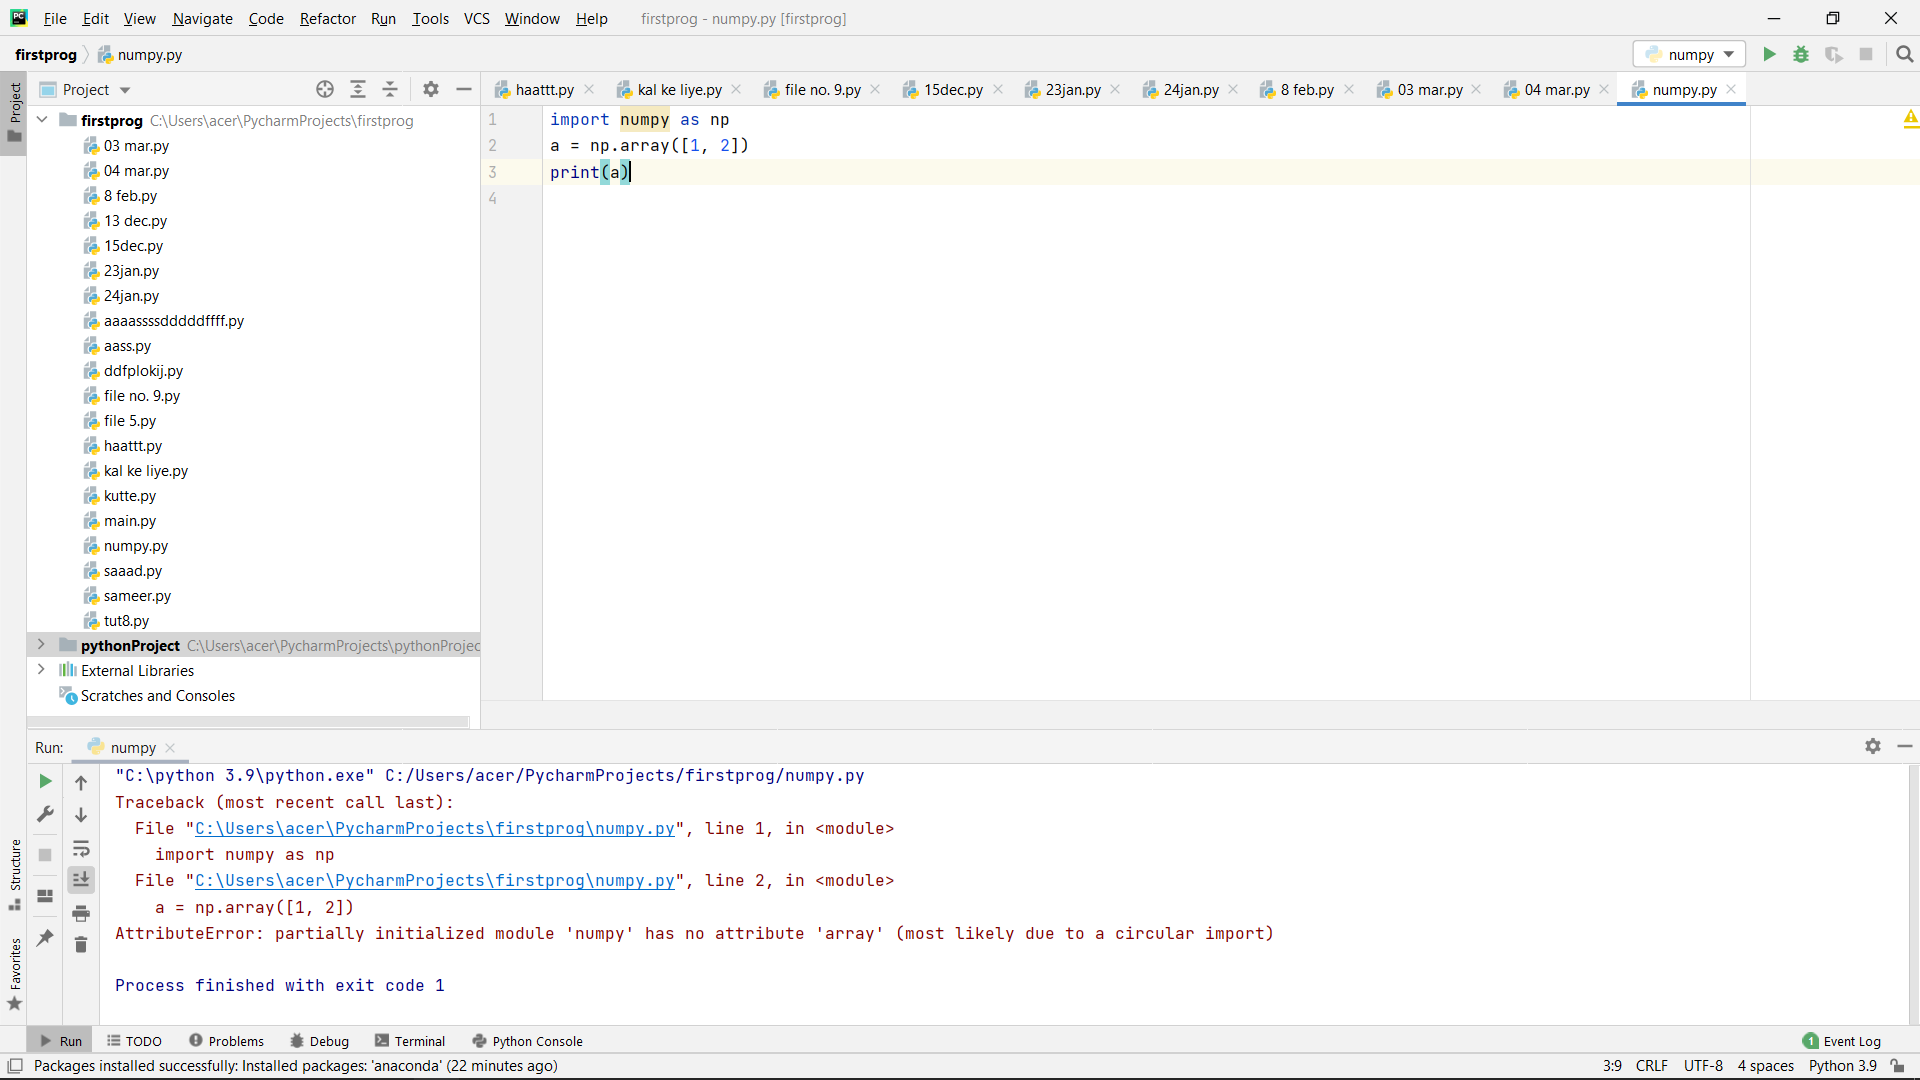 File Edit View Navigate Code Refactor Run Tools VCS Window Help firstprog - numpy.py [firstprog]
firstprog numpy.py numpy
Project
Project
haattt.py kal ke liye.py file no. 9.py 15dec.py 23jan.py 24jan.py 8 feb.py 03 mar.py 04 mar.py numpy.py
firstprog C:\Users\acer\PycharmProjects\firstprog
03 mar.py
04 mar.py
8 feb.py
13 dec.py
15dec.py
23jan.py
24jan.py
aaaassssdddddffff.py
aass.py
ddfplokij.py
file no. 9.py
file 5.py
haattt.py
kal ke liye.py
kutte.py
main.py
numpy.py
saaad.py
sameer.py
tut8.py
pythonProject C:\Users\acer\PycharmProjects\pythonProjec
External Libraries
Scratches and Consoles
1 import numpy as np
2 a = np.array([1, 2])
3 print(a)
4
Run: numpy
"C:\python 3.9\python.exe" C:/Users/acer/PycharmProjects/firstprog/numpy.py
Traceback (most recent call last):
File "C:\Users\acer\PycharmProjects\firstprog\numpy.py", line 1, in <module>
import numpy as np
File "C:\Users\acer\PycharmProjects\firstprog\numpy.py", line 2, in <module>
a = np.array([1, 2])
AttributeError: partially initialized module 'numpy' has no attribute 'array' (most likely due to a circular import)
Process finished with exit code 1
Structure
Favorites
Run TODO Problems Debug Terminal Python Console 1 Event Log
Packages installed successfully: Installed packages: 'anaconda' (22 minutes ago) 3:9 CRLF UTF-8 4 spaces Python 3.9